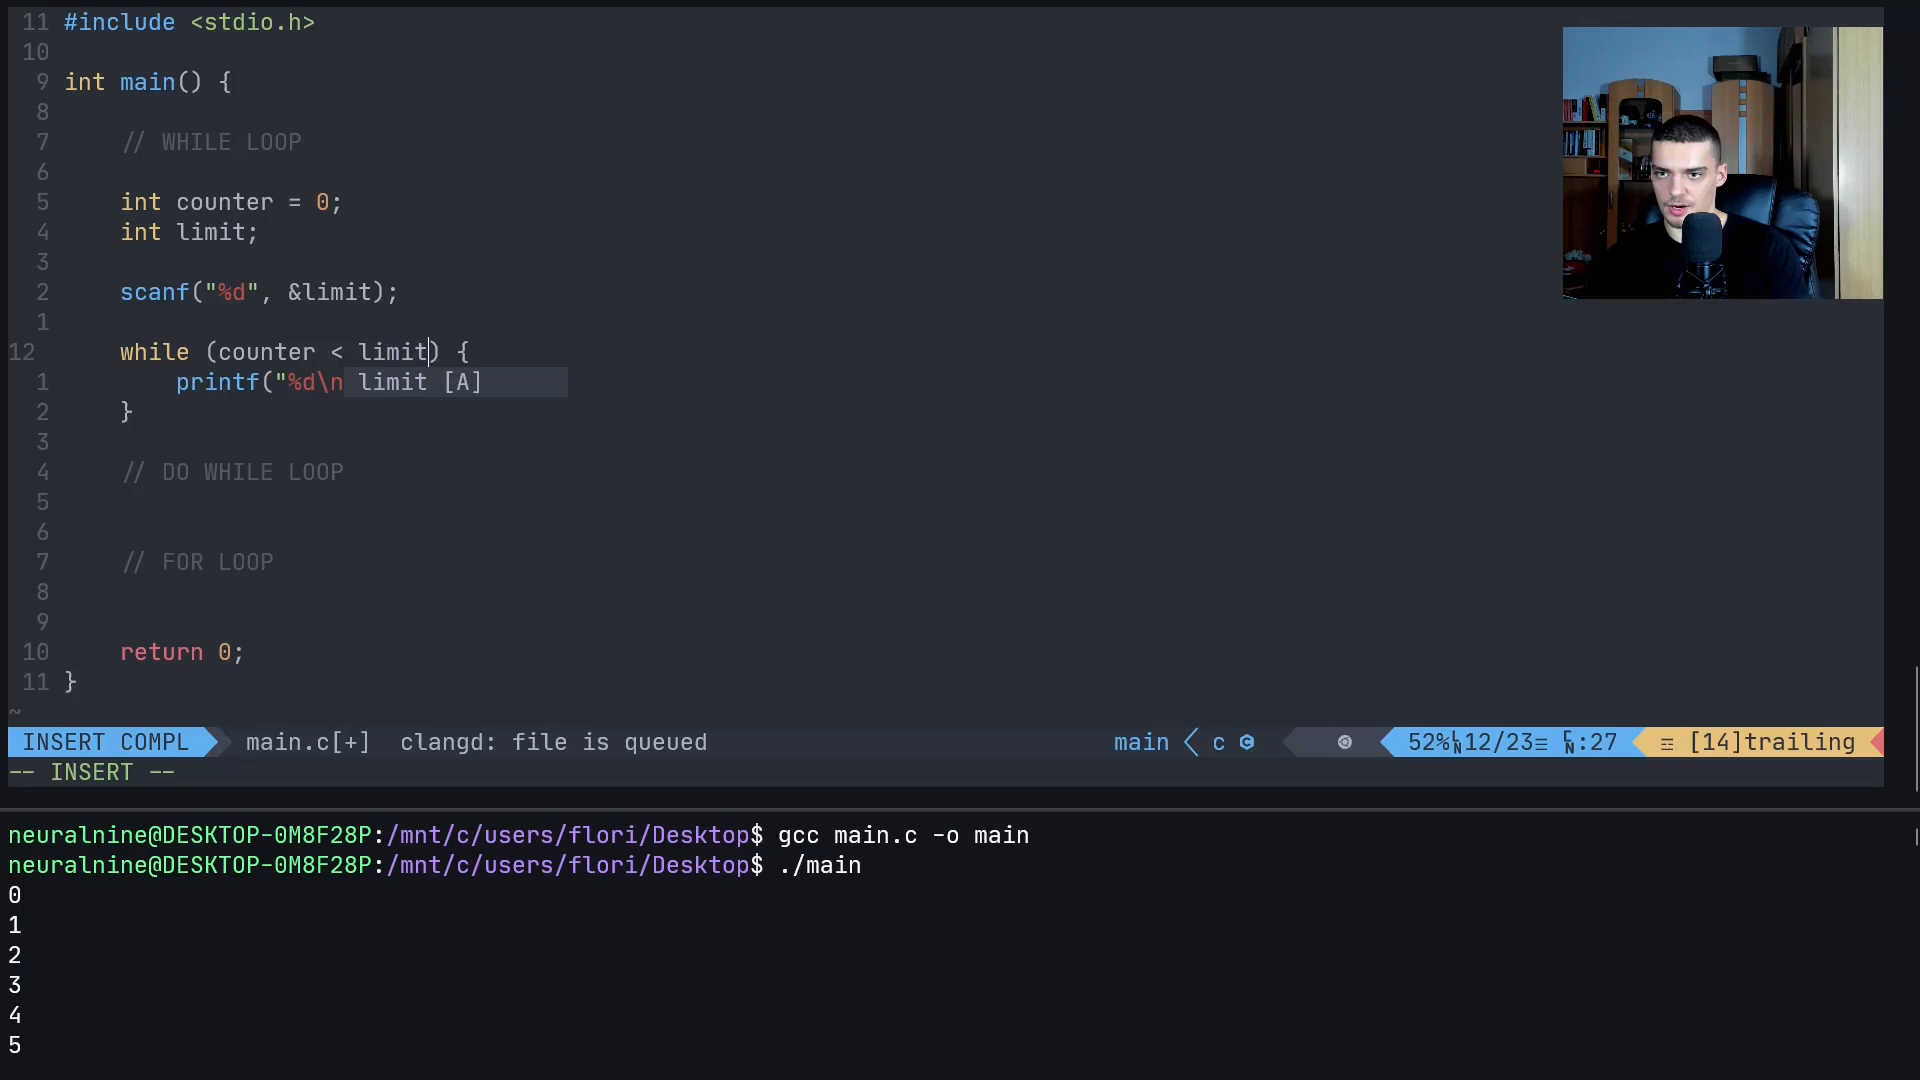 11 #include <stdio.h>
10
9 int main() {
8
7 // WHILE LOOP
6
5 int counter = 0;
4 int limit;
3
2 scanf("%d", &limit);
1
12 while (counter < limit) {
1 printf("%d\n limit [A]
2 }
3
4 // DO WHILE LOOP
5
6
7 // FOR LOOP
8
9
10 return 0;
11 }
~
INSERT COMPL main.c[+] clangd: file is queued main c 52% LN 12/23≡ CN:27 ☲ [14]trailing
-- INSERT --
neuralnine@DESKTOP-0M8F28P:/mnt/c/users/flori/Desktop$ gcc main.c -o main
neuralnine@DESKTOP-0M8F28P:/mnt/c/users/flori/Desktop$ ./main
0
1
2
3
4
5